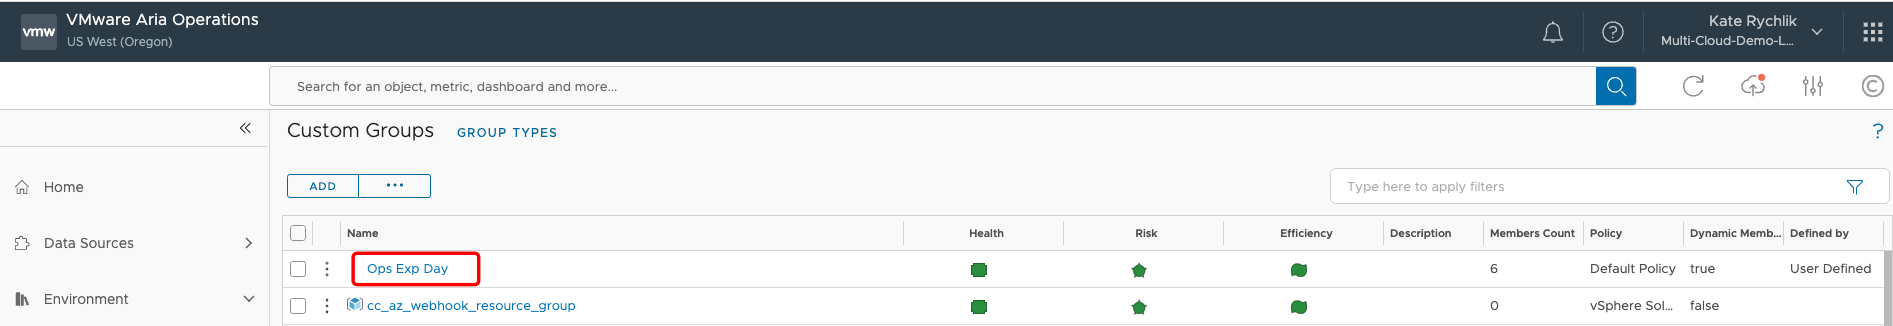 vmw
VMware Aria Operations
US West (Oregon)
Kate Rychlik
Multi-Cloud-Demo-L...
Search for an object, metric, dashboard and more...
Custom Groups GROUP TYPES
?
Home
ADD ...
Type here to apply filters
Name Health Risk Efficiency Description Members Count Policy Dynamic Memb... Defined by
Data Sources
Ops Exp Day 6 Default Policy true User Defined
Environment
cc_az_webhook_resource_group 0 vSphere Sol... false